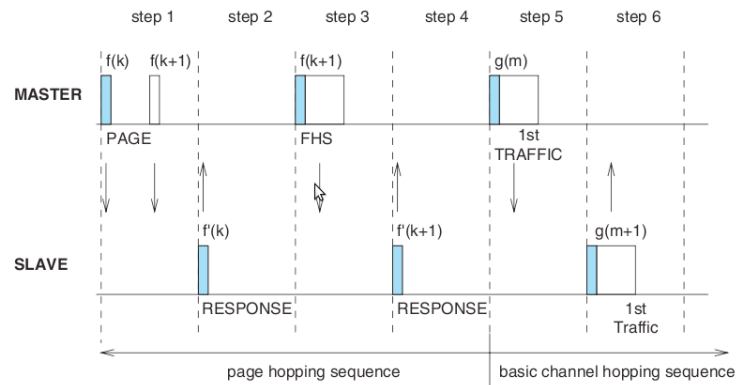 step 1 step 2 step 3 step 4 step 5 step 6
f(k) f(k+1) f(k+1) g(m)
MASTER
PAGE FHS 1st
TRAFFIC
f'(k) f'(k+1) g(m+1)
SLAVE
RESPONSE RESPONSE 1st
Traffic
page hopping sequence basic channel hopping sequence